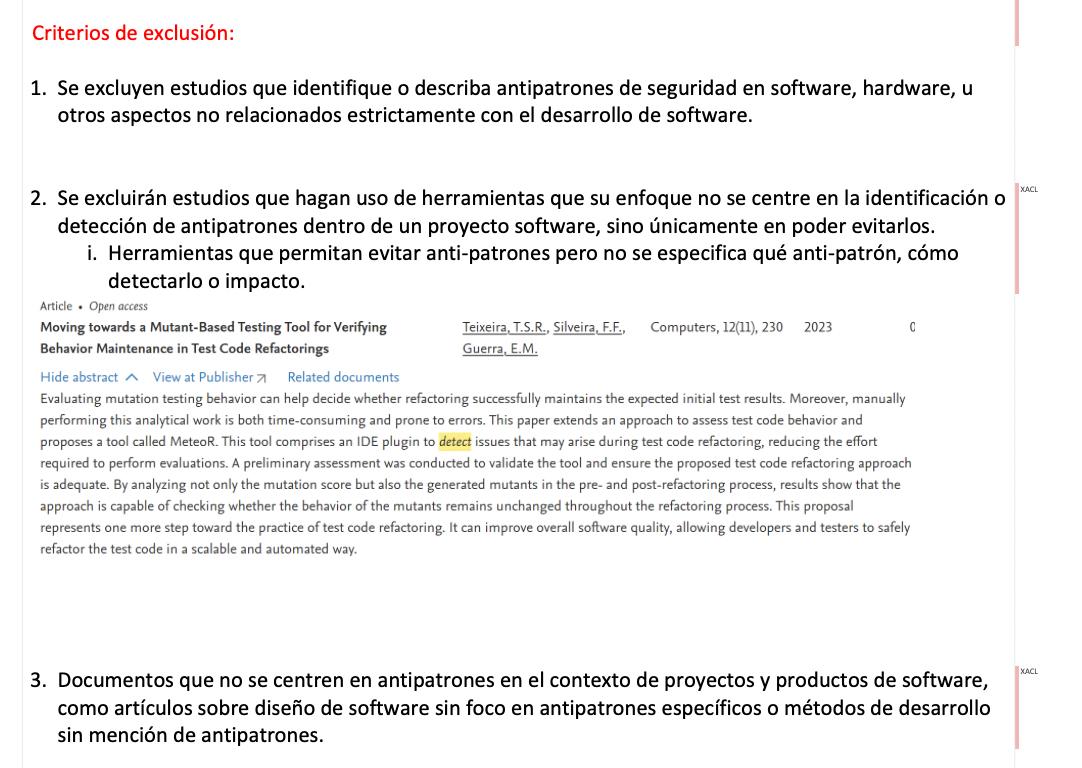 Criterios de exclusión:
1. Se excluyen estudios que identifique o describa antipatrones de seguridad en software, hardware, u
otros aspectos no relacionados estrictamente con el desarrollo de software.
XACL
2. Se excluirán estudios que hagan uso de herramientas que su enfoque no se centre en la identificación o
detección de antipatrones dentro de un proyecto software, sino únicamente en poder evitarlos.
i. Herramientas que permitan evitar anti-patrones pero no se especifica qué anti-patrón, cómo
detectarlo o impacto.
Article • Open access
Moving towards a Mutant-Based Testing Tool for Verifying Teixeira, T.S.R., Silveira, F.F., Computers, 12(11), 230 2023 0
Behavior Maintenance in Test Code Refactorings Guerra, E.M.
Hide abstract View at Publisher Related documents
Evaluating mutation testing behavior can help decide whether refactoring successfully maintains the expected initial test results. Moreover, manually
performing this analytical work is both time-consuming and prone to errors. This paper extends an approach to assess test code behavior and
proposes a tool called MeteoR. This tool comprises an IDE plugin to detect issues that may arise during test code refactoring, reducing the effort
required to perform evaluations. A preliminary assessment was conducted to validate the tool and ensure the proposed test code refactoring approach
is adequate. By analyzing not only the mutation score but also the generated mutants in the pre- and post-refactoring process, results show that the
approach is capable of checking whether the behavior of the mutants remains unchanged throughout the refactoring process. This proposal
represents one more step toward the practice of test code refactoring. It can improve overall software quality, allowing developers and testers to safely
refactor the test code in a scalable and automated way.
XACL
3. Documentos que no se centren en antipatrones en el contexto de proyectos y productos de software,
como artículos sobre diseño de software sin foco en antipatrones específicos o métodos de desarrollo
sin mención de antipatrones.